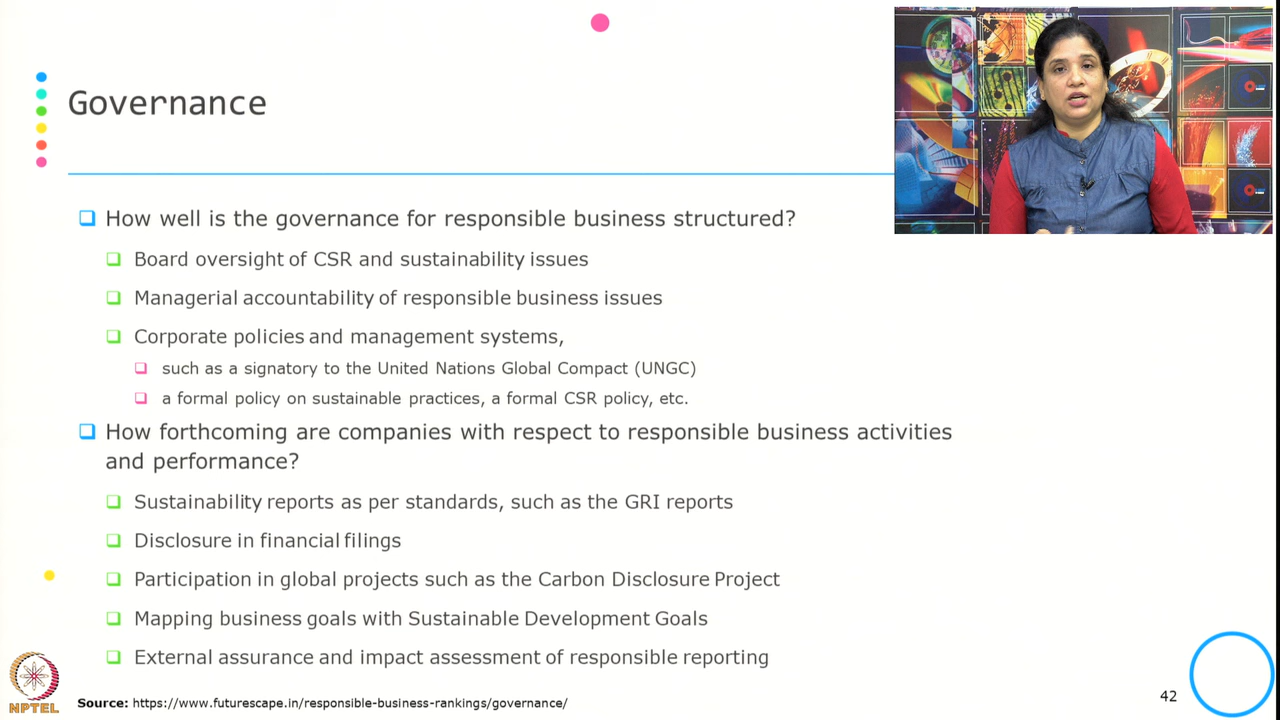 Governance
How well is the governance for responsible business structured?
Board oversight of CSR and sustainability issues
Managerial accountability of responsible business issues
Corporate policies and management systems,
such as a signatory to the United Nations Global Compact (UNGC)
a formal policy on sustainable practices, a formal CSR policy, etc.
How forthcoming are companies with respect to responsible business activities
and performance?
Sustainability reports as per standards, such as the GRI reports
Disclosure in financial filings
Participation in global projects such as the Carbon Disclosure Project
Mapping business goals with Sustainable Development Goals
External assurance and impact assessment of responsible reporting
NPTEL
Source: https://www.futurescape.in/responsible-business-rankings/governance/
42